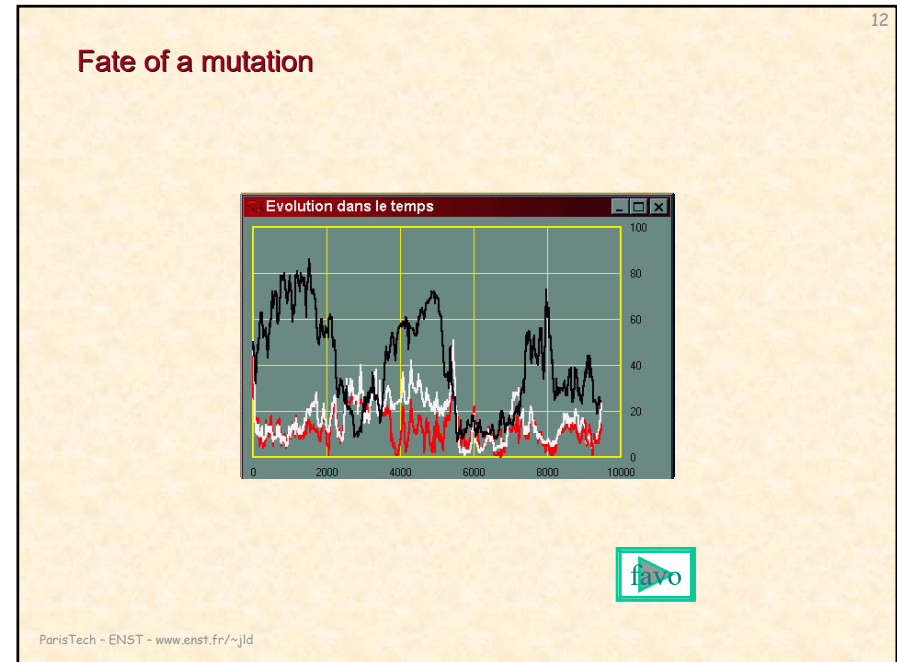 12
Fate of a mutation
Evolution dans le temps
100
80
60
40
20
0
0 2000 4000 6000 8000 10000
favo
ParisTech – ENST – www.enst.fr/~jld